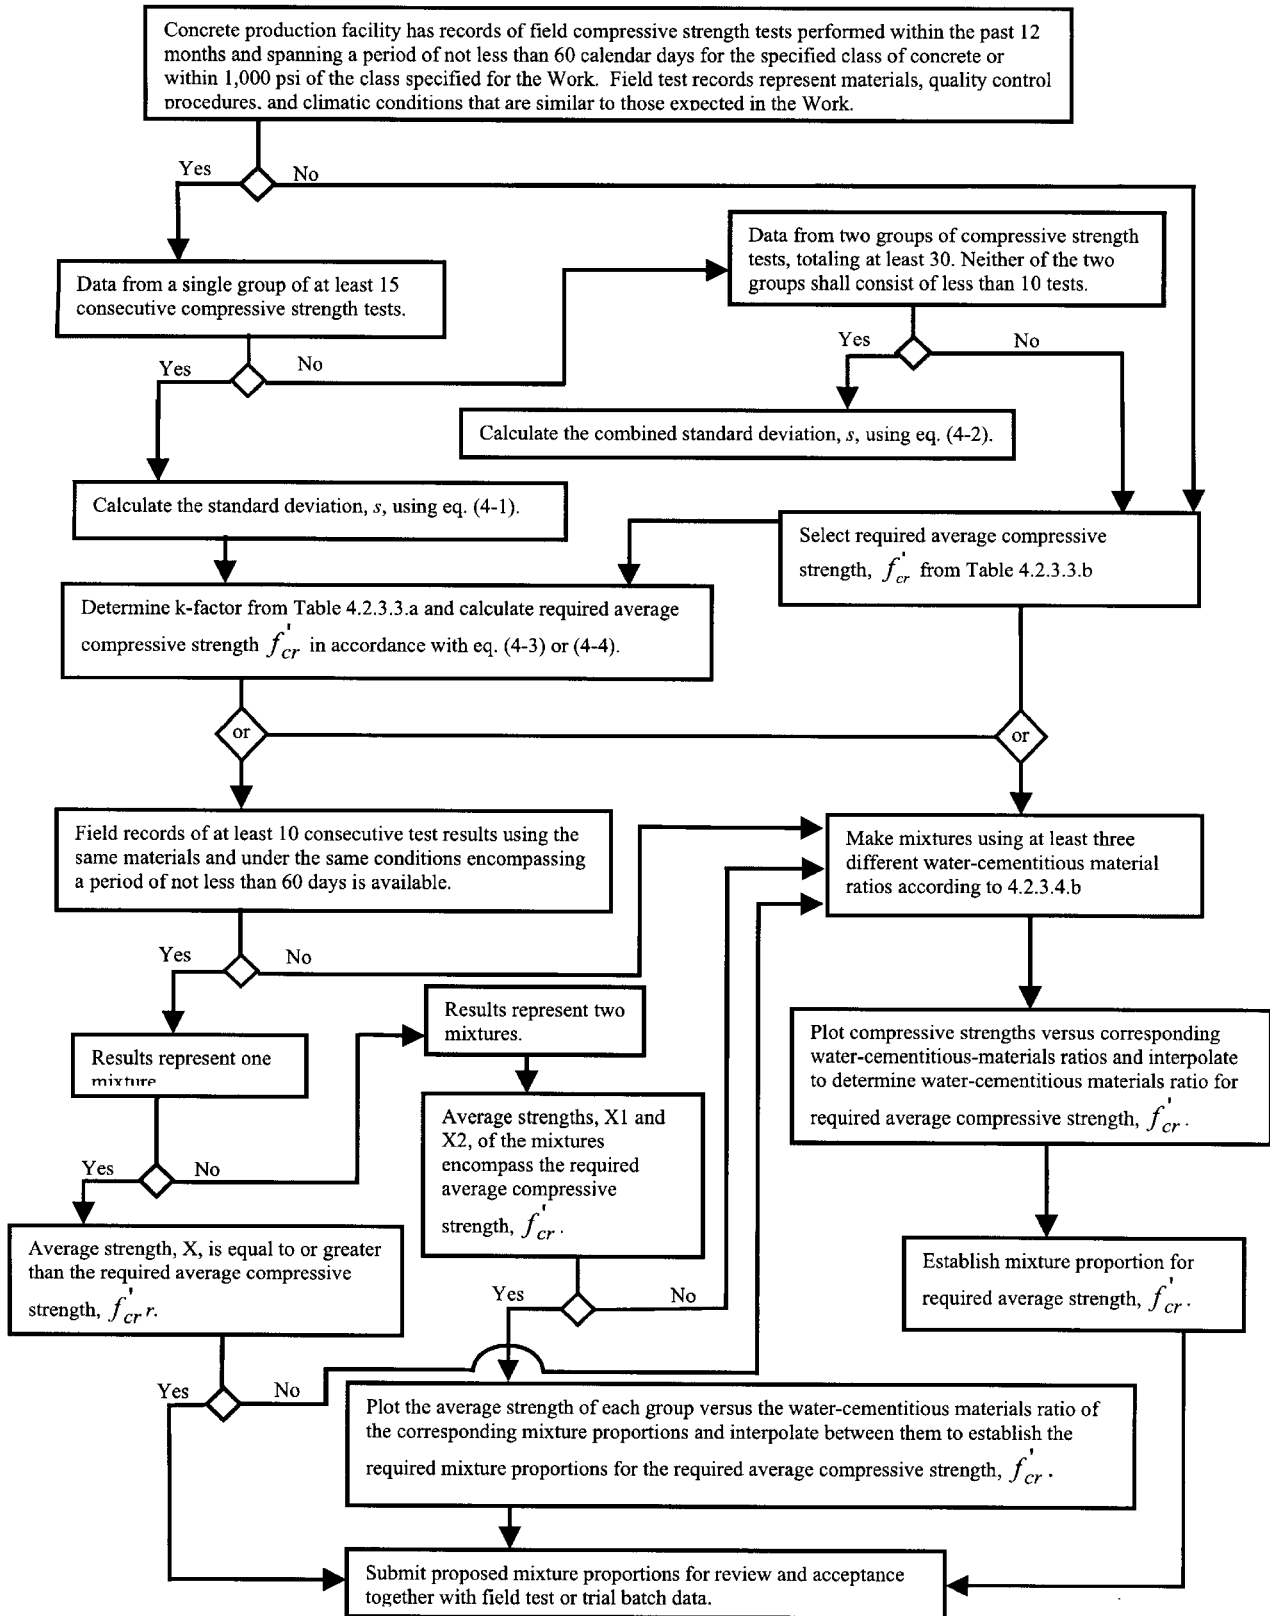 Concrete production facility has records of field compressive strength tests performed within the past 12
months and spanning a period of not less than 60 calendar days for the specified class of concrete or
within 1,000 psi of the class specified for the Work. Field test records represent materials, quality control
procedures, and climatic conditions that are similar to those expected in the Work.
Yes
No
Data from two groups of compressive strength
tests, totaling at least 30. Neither of the two
groups shall consist of less than 10 tests.
Data from a single group of at least 15
consecutive compressive strength tests.
Yes
No
Yes
No
Calculate the combined standard deviation, s, using eq. (4-2).
Calculate the standard deviation, s, using eq. (4-1).
Select required average compressive
strength, f'cr from Table 4.2.3.3.b
Determine k-factor from Table 4.2.3.3.a and calculate required average
compressive strength f'cr in accordance with eq. (4-3) or (4-4).
or
or
Field records of at least 10 consecutive test results using the
same materials and under the same conditions encompassing
a period of not less than 60 days is available.
Make mixtures using at least three
different water-cementitious material
ratios according to 4.2.3.4.b
Yes
No
Results represent two
mixtures.
Results represent one
mixture
Plot compressive strengths versus corresponding
water-cementitious-materials ratios and interpolate
to determine water-cementitious materials ratio for
required average compressive strength, f'cr.
Average strengths, X1 and
X2, of the mixtures
encompass the required
average compressive
strength, f'cr.
Yes
No
Average strength, X, is equal to or greater
than the required average compressive
strength, f'cr r.
Establish mixture proportion for
required average strength, f'cr.
Yes
No
Yes
No
Plot the average strength of each group versus the water-cementitious materials ratio of
the corresponding mixture proportions and interpolate between them to establish the
required mixture proportions for the required average compressive strength, f'cr.
Submit proposed mixture proportions for review and acceptance
together with field test or trial batch data.